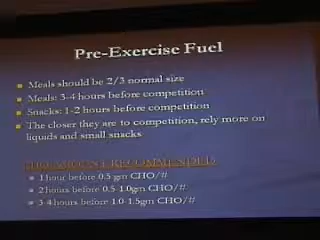 Pre-Exercise Fuel
Meals should be 2/3 normal size
Meals: 3-4 hours before competition
Snacks: 1-2 hours before competition
The closer they are to competition, rely more on
liquids and small snacks
CHO AMOUNT RECOMMENDED
1 hour before 0.5 gm CHO/#
2 hours before 0.5-1.0gm CHO/#
3-4 hours before 1.0-1.5gm CHO/#